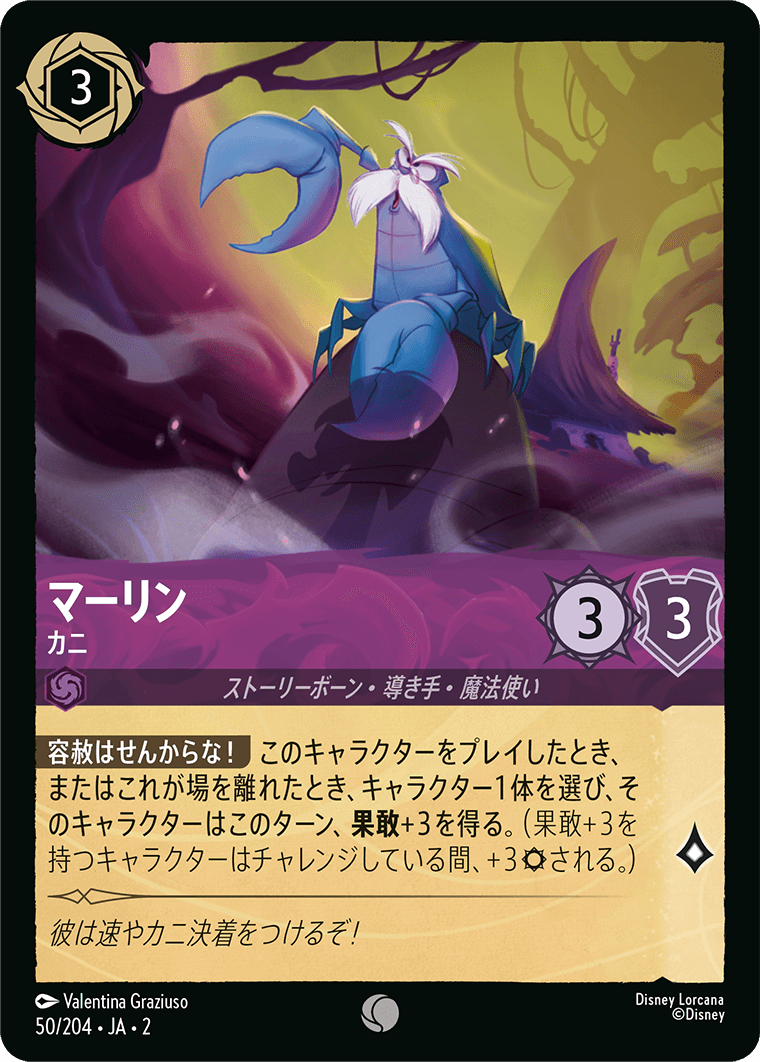 3
マーリン
カニ
3
3
ストーリーボーン・導き手・魔法使い
容赦はせんからな! このキャラクターをプレイしたとき、
またはこれが場を離れたとき、キャラクター1体を選び、そ
のキャラクターはこのターン、果敢+3を得る。(果敢+3を
持つキャラクターはチャレンジしている間、+3される。)
彼は速やカニ決着をつけるぞ!
Valentina Graziuso
50/204・JA・2
Disney Lorcana
©Disney